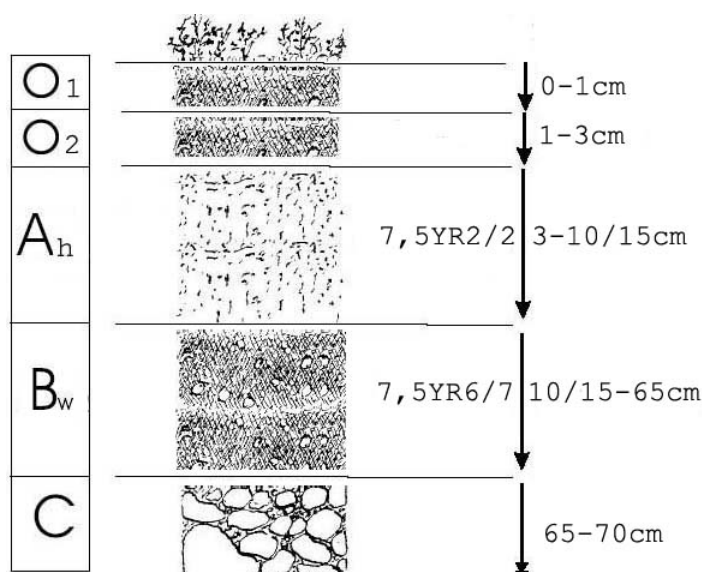 O1 0-1cm
O2 1-3cm
Ah 7,5YR2/2 3-10/15cm
Bw 7,5YR6/7 10/15-65cm
C 65-70cm